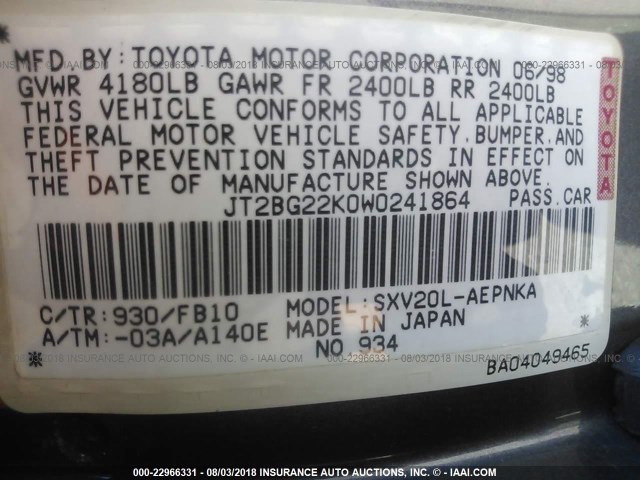 MFD BY: TOYOTA MOTOR CORPORATION 06/98
GVWR 4180LB GAWR FR 2400LB RR 2400LB
THIS VEHICLE CONFORMS TO ALL APPLICABLE
FEDERAL MOTOR VEHICLE SAFETY, BUMPER, AND
THEFT PREVENTION STANDARDS IN EFFECT ON
THE DATE OF MANUFACTURE SHOWN ABOVE.
JT2BG22K0W0241864 PASS.CAR
TOYOTA
C/TR: 930/FB10 MODEL: SXV20L-AEPNKA
A/TM: -03A/A140E MADE IN JAPAN
NO 934
BA04049465
000-22966331 - 08/03/2018 INSURANCE AUTO AUCTIONS, INC. - © - IAAI.COM